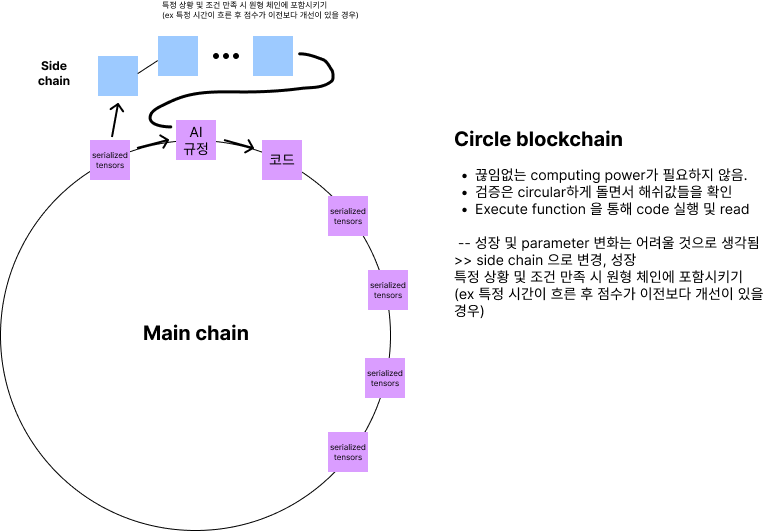 특정 상황 및 조건 만족 시 원형 체인에 포함시키기
(ex 특정 시간이 흐른 후 점수가 이전보다 개선이 있을 경우)
Side
chain
serialized
tensors
AI
규정
코드
serialized
tensors
serialized
tensors
serialized
tensors
serialized
tensors
Main chain
Circle blockchain
• 끊임없는 computing power가 필요하지 않음.
• 검증은 circular하게 돌면서 해쉬값들을 확인
• Execute function 을 통해 code 실행 및 read
-- 성장 및 parameter 변화는 어려울 것으로 생각됨
>> side chain 으로 변경, 성장
특정 상황 및 조건 만족 시 원형 체인에 포함시키기
(ex 특정 시간이 흐른 후 점수가 이전보다 개선이 있을
경우)